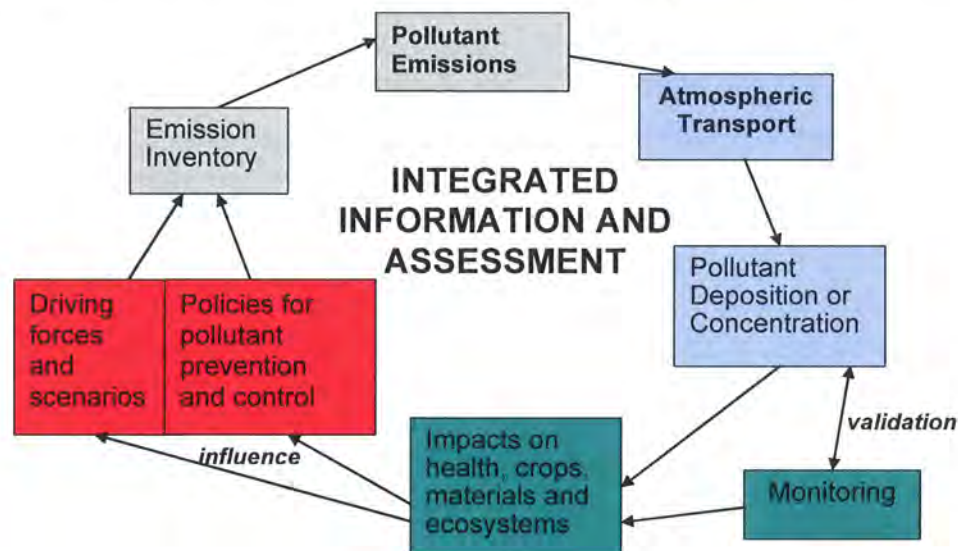 Pollutant
Emissions
Atmospheric
Transport
Emission
Inventory
INTEGRATED
INFORMATION AND
ASSESSMENT
Pollutant
Deposition or
Concentration
Driving
forces
and
scenarios
Policies for
pollutant
prevention
and control
validation
influence
Impacts on
health, crops,
materials and
ecosystems
Monitoring